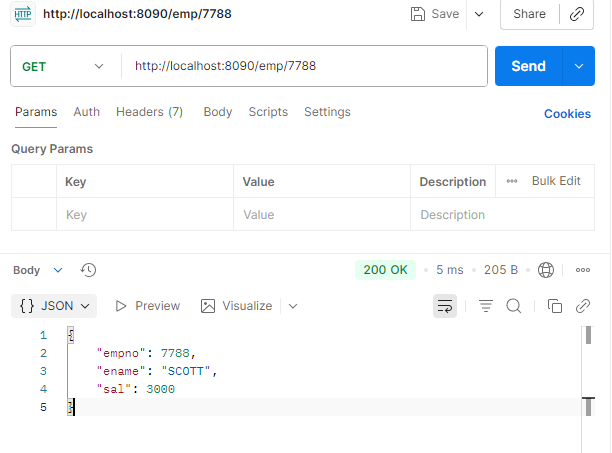 HTTP http://localhost:8090/emp/7788 Save Share
GET http://localhost:8090/emp/7788 Send
Params Auth Headers (7) Body Scripts Settings Cookies
Query Params
Key Value Description Bulk Edit
Key Value Description
Body 200 OK • 5 ms • 205 B
{} JSON Preview Visualize
1 {
2 "empno": 7788,
3 "ename": "SCOTT",
4 "sal": 3000
5 }